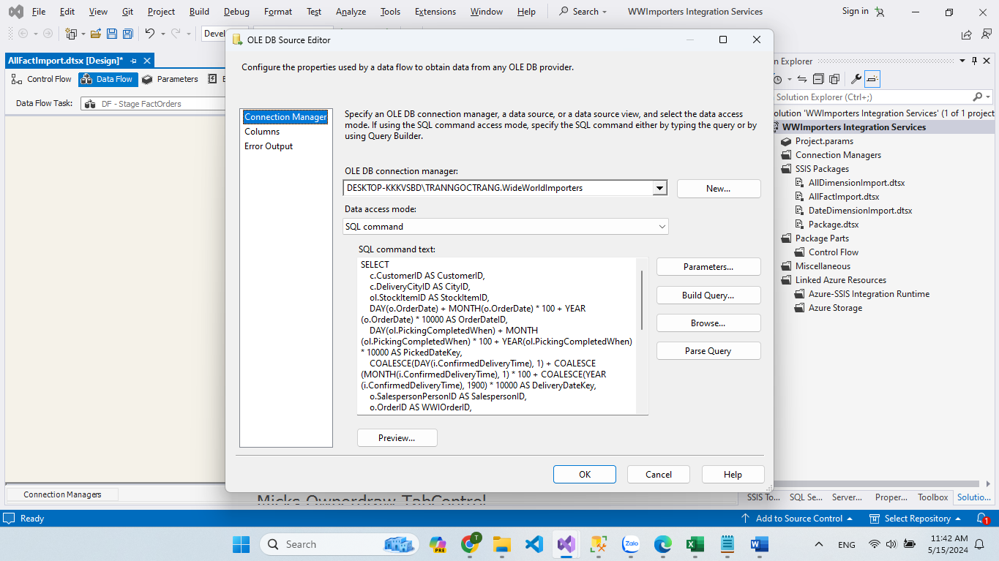 File Edit View Git Project Build Debug Format Test Analyze Tools Extensions Window Help Search WWImporters Integration Services Sign in
Devel
OLE DB Source Editor
AllFactImport.dtsx [Design]*
Explorer
Configure the properties used by a data flow to obtain data from any OLE DB provider.
Control Flow Data Flow Parameters
Data Flow Task: DF - Stage FactOrders
Solution Explorer (Ctrl+;)
olution 'WWImporters Integration Services' (1 of 1 project
WWImporters Integration Services
Project.params
Connection Managers
SSIS Packages
AllDimensionImport.dtsx
AllFactImport.dtsx
DateDimensionImport.dtsx
Package.dtsx
Package Parts
Control Flow
Miscellaneous
Linked Azure Resources
Azure-SSIS Integration Runtime
Azure Storage
Connection Manager
Columns
Error Output
Specify an OLE DB connection manager, a data source, or a data source view, and select the data access
mode. If using the SQL command access mode, specify the SQL command either by typing the query or by
using Query Builder.
OLE DB connection manager:
DESKTOP-KKKVSBD\TRANNGOCTRANG.WideWorldImporters
New...
Data access mode:
SQL command
SQL command text:
SELECT
c.CustomerID AS CustomerID,
c.DeliveryCityID AS CityID,
ol.StockItemID AS StockItemID,
DAY(o.OrderDate) + MONTH(o.OrderDate) * 100 + YEAR
(o.OrderDate) * 10000 AS OrderDateID,
DAY(ol.PickingCompletedWhen) + MONTH
(ol.PickingCompletedWhen) * 100 + YEAR(ol.PickingCompletedWhen)
* 10000 AS PickedDateKey,
COALESCE(DAY(i.ConfirmedDeliveryTime), 1) + COALESCE
(MONTH(i.ConfirmedDeliveryTime), 1) * 100 + COALESCE(YEAR
(i.ConfirmedDeliveryTime), 1900) * 10000 AS DeliveryDateKey,
o.SalespersonPersonID AS SalespersonID,
o.OrderID AS WWIOrderID,
Parameters...
Build Query...
Browse...
Parse Query
Preview...
OK Cancel Help
Connection Managers
Micks Ownerdraw TabControl
SSIS To... SQL Se... Server... Proper... Toolbox Solutio...
Ready
Add to Source Control Select Repository 1
Search
PRE
T
Zalo
ENG
11:42 AM
5/15/2024